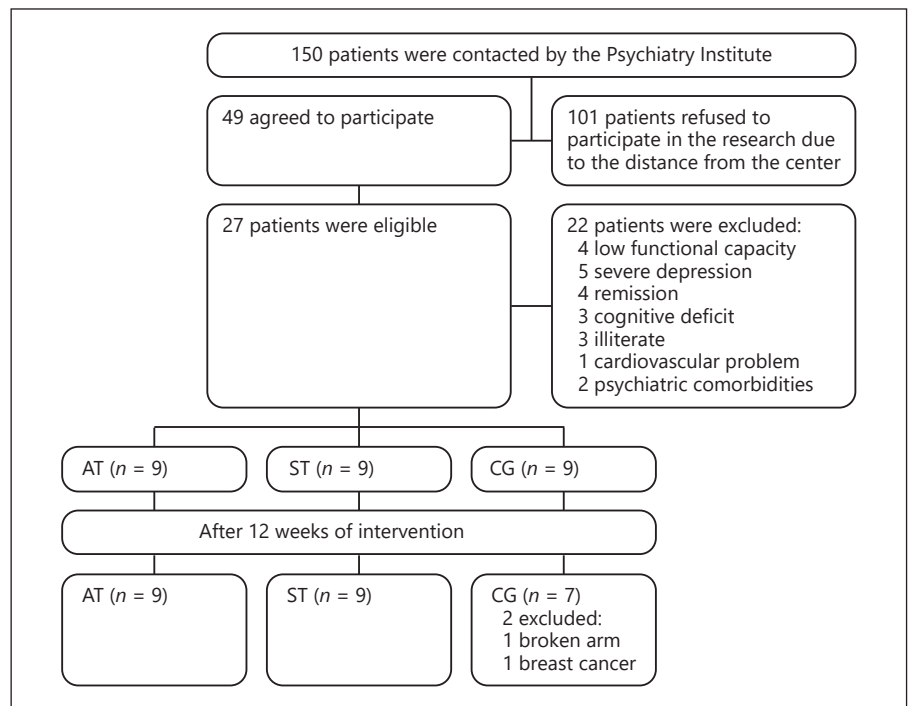 150 patients were contacted by the Psychiatry Institute
49 agreed to participate
101 patients refused to
participate in the research due
to the distance from the center
27 patients were eligible
22 patients were excluded:
4 low functional capacity
5 severe depression
4 remission
3 cognitive deficit
3 illiterate
1 cardiovascular problem
2 psychiatric comorbidities
AT (n = 9)
ST (n = 9)
CG (n = 9)
After 12 weeks of intervention
AT (n = 9)
ST (n = 9)
CG (n = 7)
2 excluded:
1 broken arm
1 breast cancer